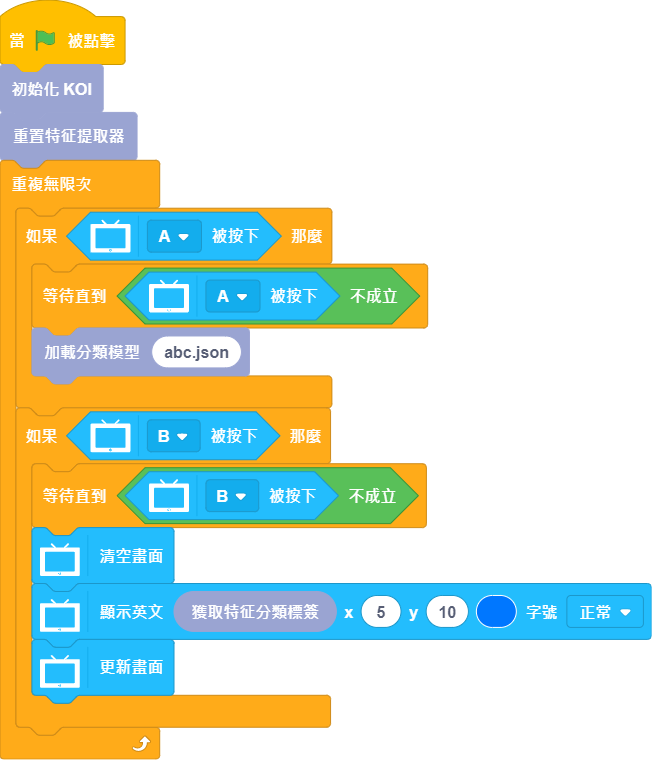 當 被點擊
初始化 KOI
重置特征提取器
重複無限次
如果 A 被按下 那麼
等待直到 A 被按下 不成立
加載分類模型 abc.json
如果 B 被按下 那麼
等待直到 B 被按下 不成立
清空畫面
顯示英文 獲取特征分類標簽 x 5 y 10 字號 正常
更新畫面